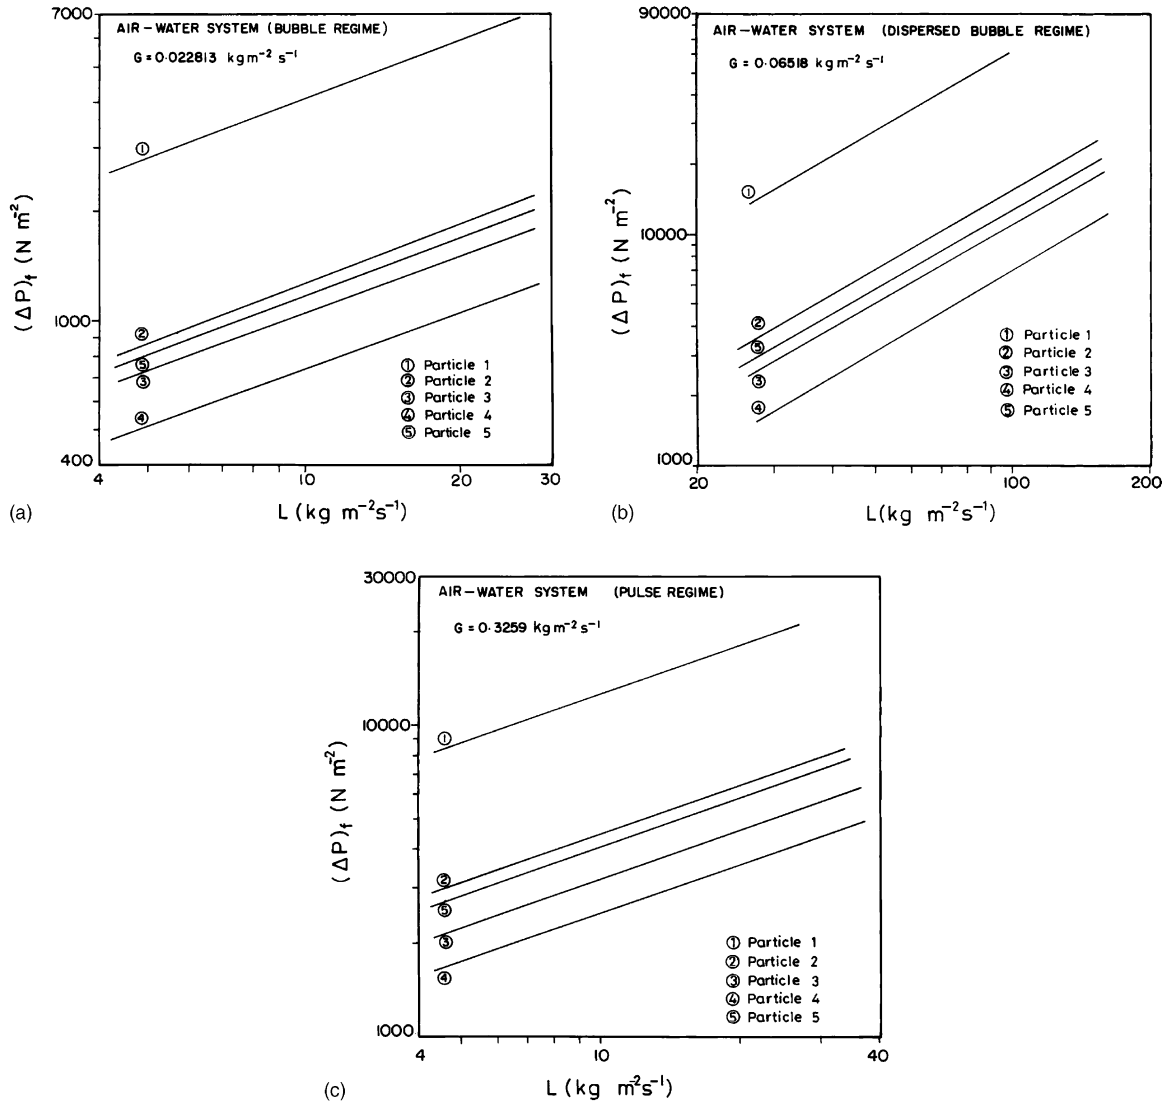 7000
AIR–WATER SYSTEM (BUBBLE REGIME)
G = 0·022813 kg m⁻² s⁻¹
(ΔP)f (N m⁻²)
1000
400
①
②
⑤
③
④
① Particle 1
② Particle 2
③ Particle 3
④ Particle 4
⑤ Particle 5
4 10 20 30
(a) L (kg m⁻²s⁻¹)
90000
AIR–WATER SYSTEM (DISPERSED BUBBLE REGIME)
G = 0·06518 kg m⁻² s⁻¹
(ΔP)f (N m⁻²)
10000
1000
①
②
⑤
③
④
① Particle 1
② Particle 2
③ Particle 3
④ Particle 4
⑤ Particle 5
20 100 200
(b) L(kg m⁻²s⁻¹)
30000
AIR–WATER SYSTEM (PULSE REGIME)
G = 0·3259 kg m⁻² s⁻¹
(ΔP)f (N m⁻²)
10000
1000
①
②
⑤
③
④
① Particle 1
② Particle 2
③ Particle 3
④ Particle 4
⑤ Particle 5
4 10 40
(c) L (kg m⁻²s⁻¹)